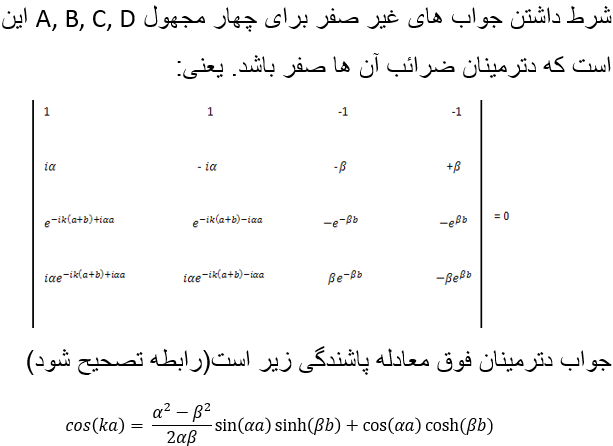 شرط داشتن جواب های غیر صفر برای چهار مجهول A, B, C, D این
است که دترمینان ضرائب آن ها صفر باشد. یعنی:
1 1 -1 -1
iα - iα -β +β
e^{-ik(a+b)+iαa} e^{-ik(a+b)-iαa} −e^{-βb} −e^{βb} = 0
iαe^{-ik(a+b)+iαa} iαe^{-ik(a+b)-iαa} βe^{-βb} −βe^{βb}
جواب دترمینان فوق معادله پاشندگی زیر است(رابطه تصحیح شود)
cos(ka) = \frac{α^2 − β^2}{2αβ} sin(αa) sinh(βb) + cos(αa) cosh(βb)